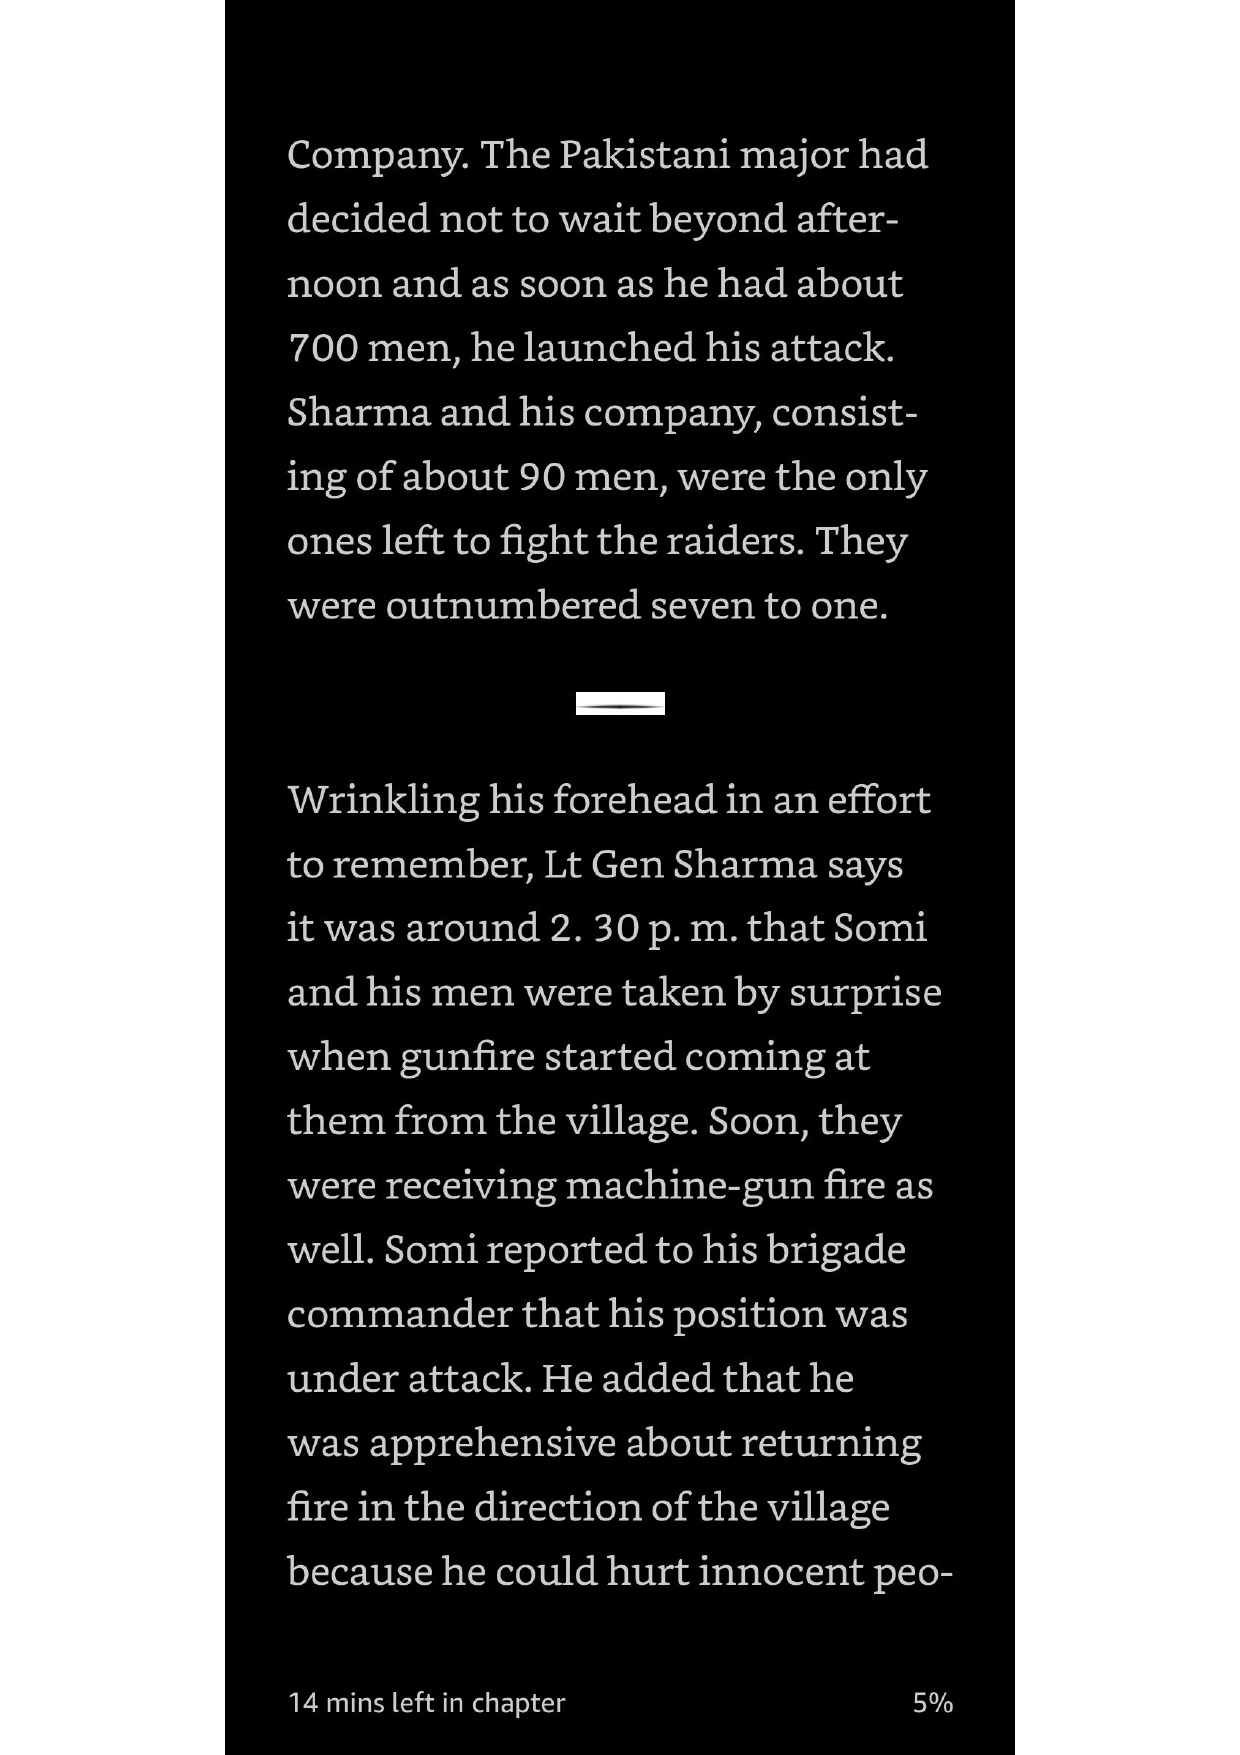 Company. The Pakistani major had
decided not to wait beyond after-
noon and as soon as he had about
700 men, he launched his attack.
Sharma and his company, consist-
ing of about 90 men, were the only
ones left to fight the raiders. They
were outnumbered seven to one.
Wrinkling his forehead in an effort
to remember, Lt Gen Sharma says
it was around 2. 30 p. m. that Somi
and his men were taken by surprise
when gunfire started coming at
them from the village. Soon, they
were receiving machine-gun fire as
well. Somi reported to his brigade
commander that his position was
under attack. He added that he
was apprehensive about returning
fire in the direction of the village
because he could hurt innocent peo-
14 mins left in chapter 5%